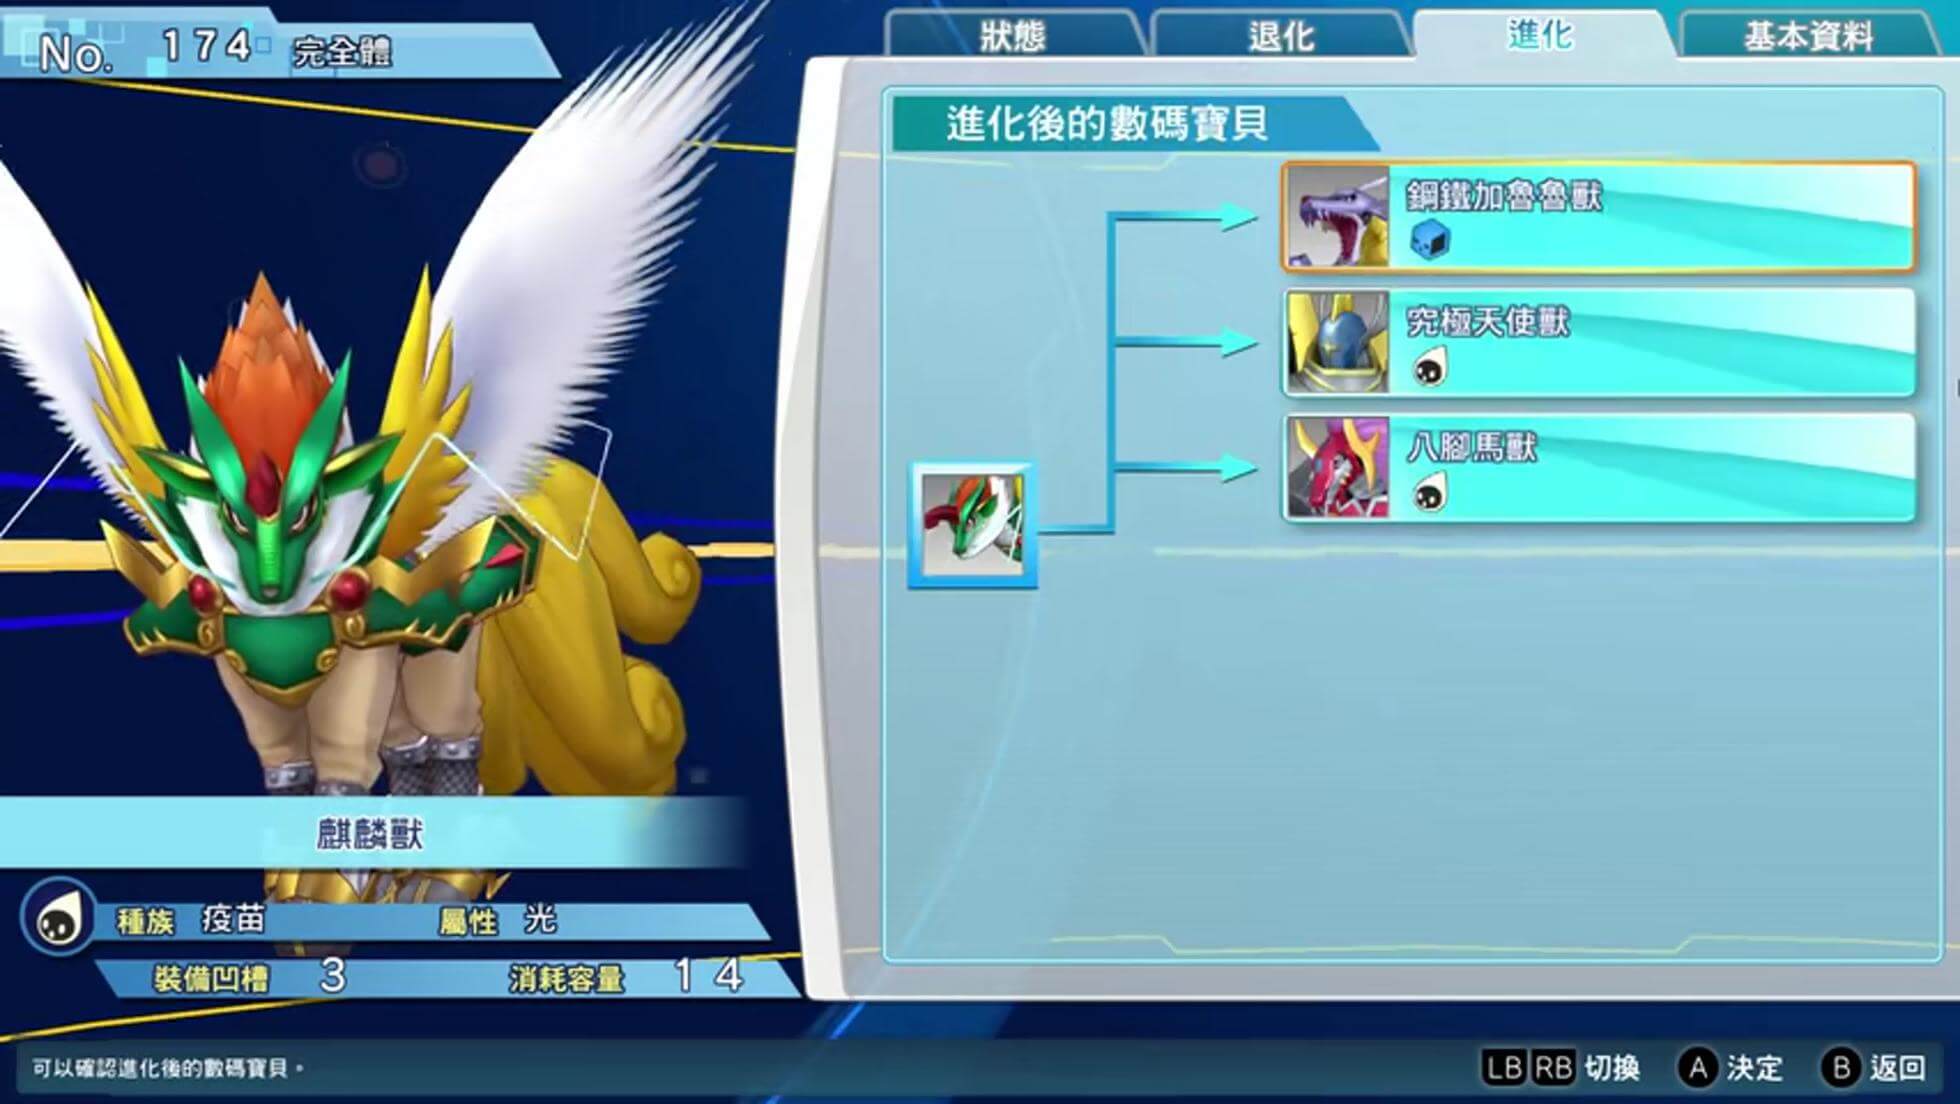 No. 174 完全體
狀態 退化 進化 基本資料
進化後的數碼寶貝
鋼鐵加魯魯獸
究極天使獸
八腳馬獸
麒麟獸
種族 疫苗 屬性 光
裝備凹槽 3 消耗容量 14
可以確認進化後的數碼寶貝。
LB RB 切換 A 決定 B 返回